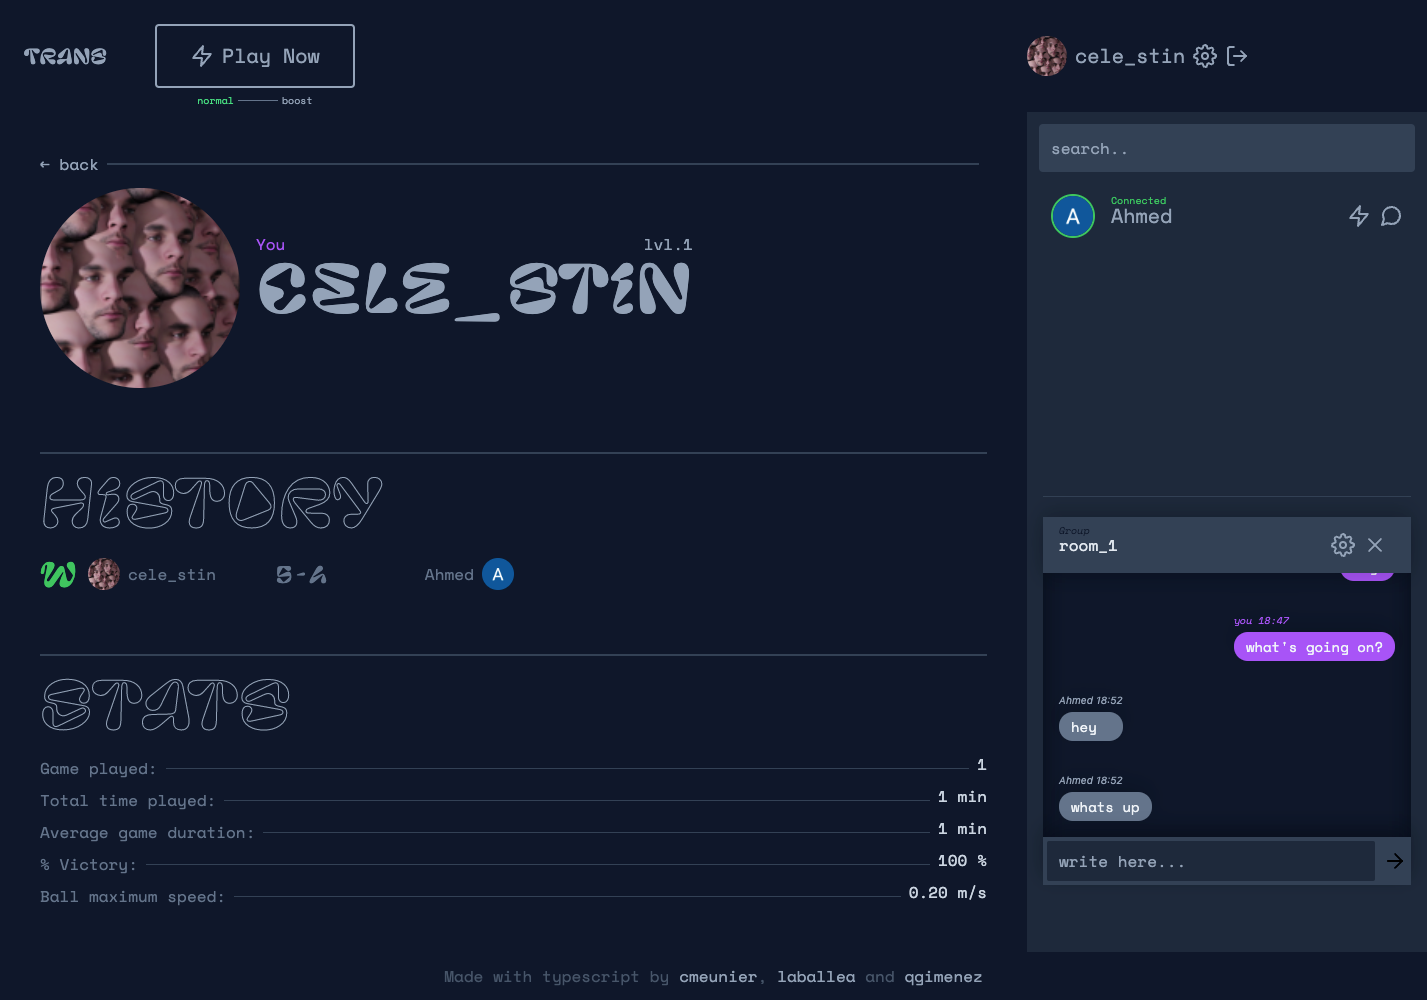 TRANS
Play Now
normal boost
cele_stin
← back
You
lvl.1
CELE_STIN
HISTORY
W cele_stin
Ahmed A
STATS
Game played: 1
Total time played: 1 min
Average game duration: 1 min
% Victory: 100 %
Ball maximum speed: 0.20 m/s
search..
A
Connected
Ahmed
Group
room_1
you 18:47
what's going on?
Ahmed 18:52
hey
Ahmed 18:52
whats up
write here...
Made with typescript by cmeunier, laballea and qgimenez